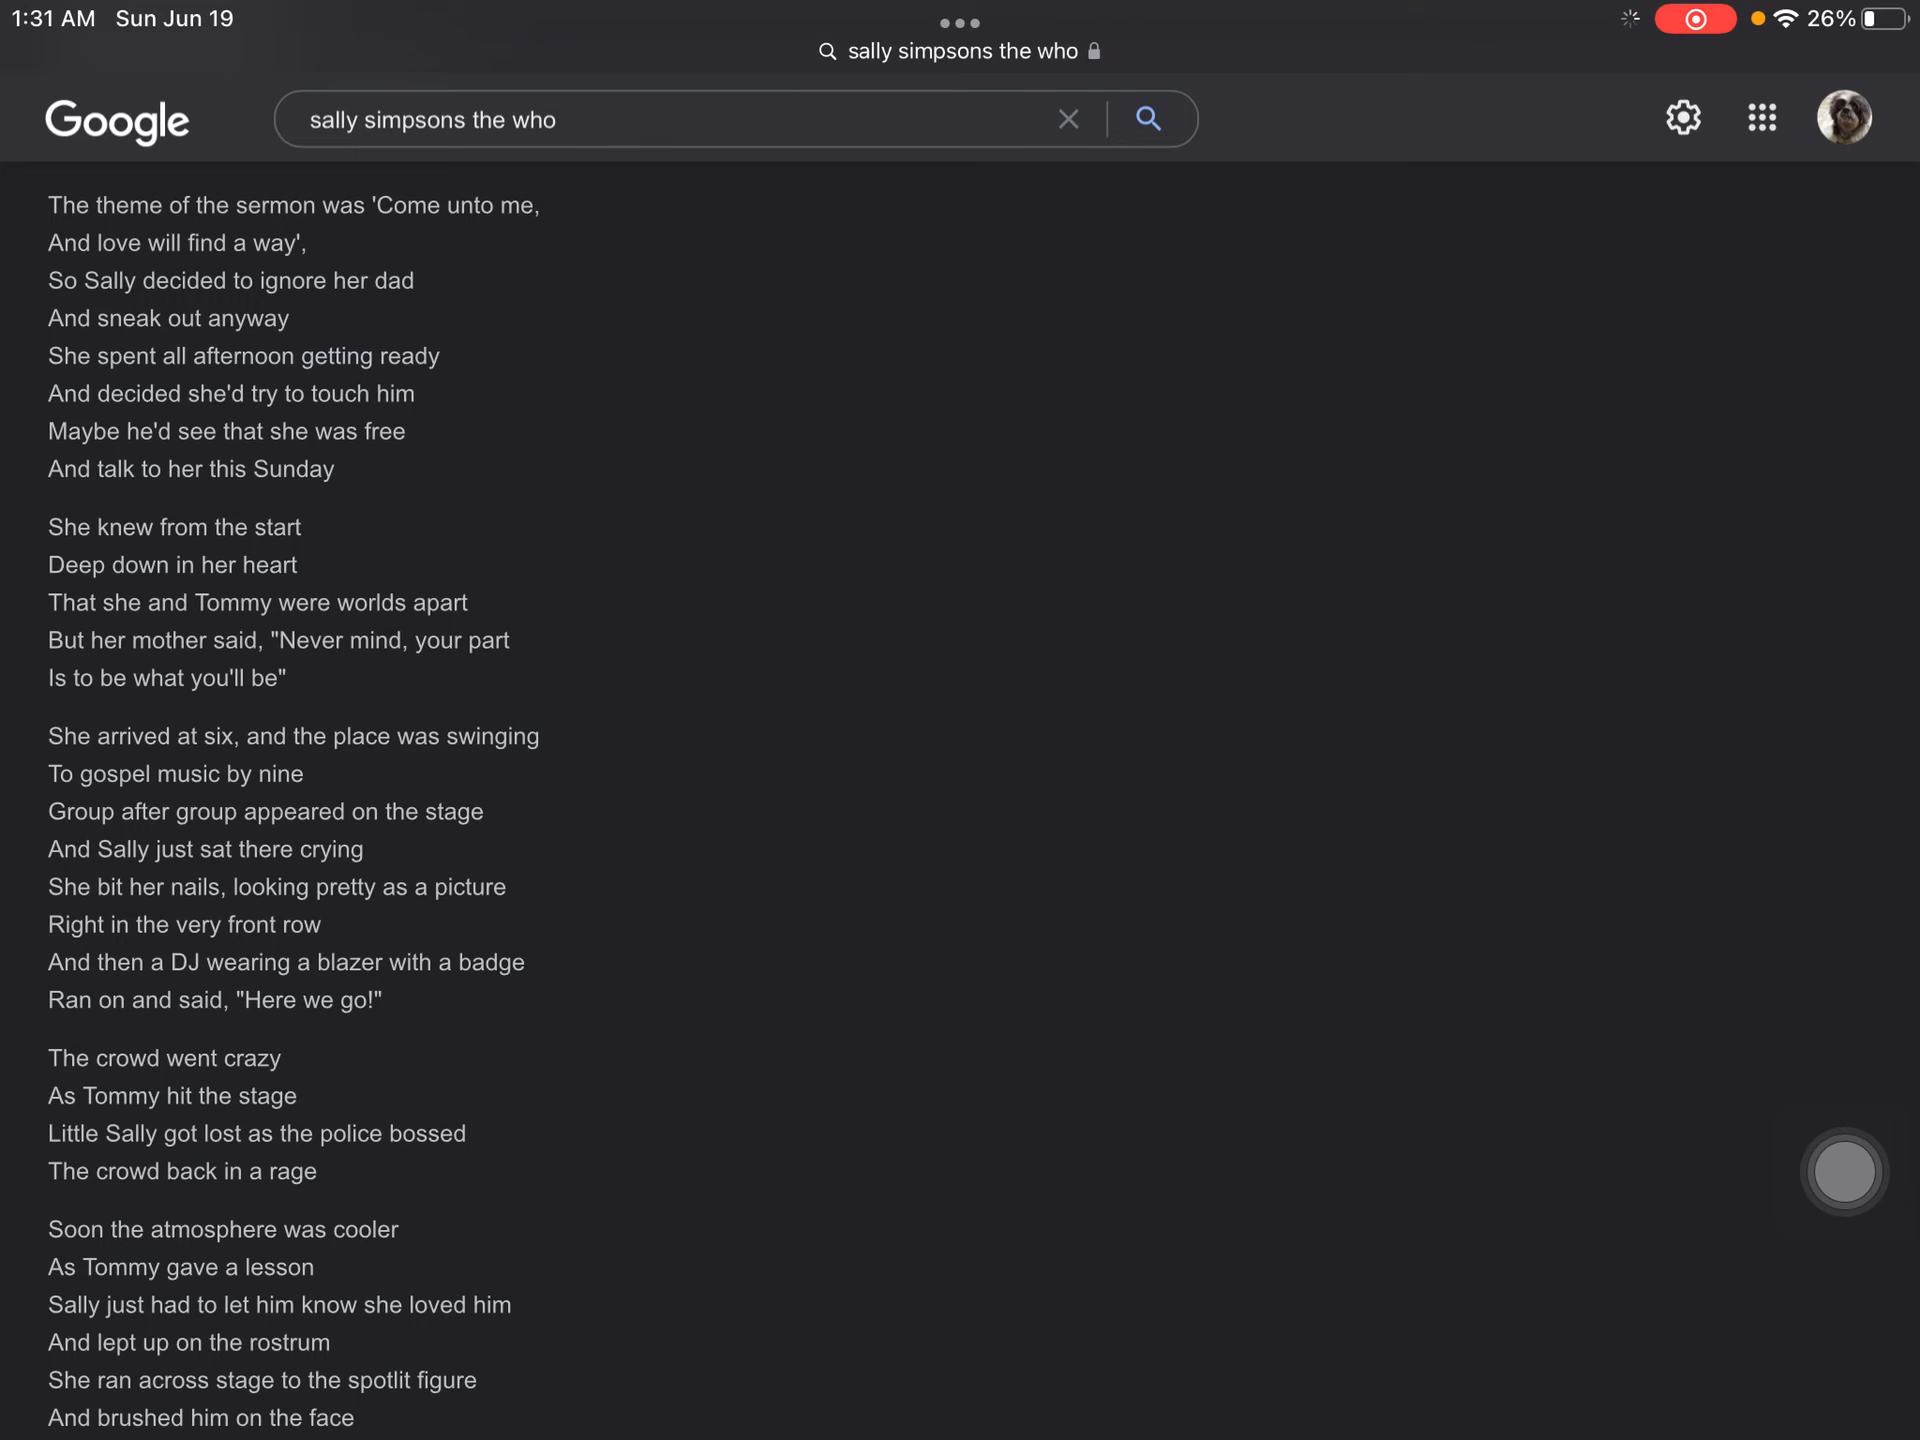 1:31 AM Sun Jun 19
26%
sally simpsons the who
Google
sally simpsons the who
The theme of the sermon was 'Come unto me,
And love will find a way',
So Sally decided to ignore her dad
And sneak out anyway
She spent all afternoon getting ready
And decided she'd try to touch him
Maybe he'd see that she was free
And talk to her this Sunday
She knew from the start
Deep down in her heart
That she and Tommy were worlds apart
But her mother said, "Never mind, your part
Is to be what you'll be"
She arrived at six, and the place was swinging
To gospel music by nine
Group after group appeared on the stage
And Sally just sat there crying
She bit her nails, looking pretty as a picture
Right in the very front row
And then a DJ wearing a blazer with a badge
Ran on and said, "Here we go!"
The crowd went crazy
As Tommy hit the stage
Little Sally got lost as the police bossed
The crowd back in a rage
Soon the atmosphere was cooler
As Tommy gave a lesson
Sally just had to let him know she loved him
And lept up on the rostrum
She ran across stage to the spotlit figure
And brushed him on the face